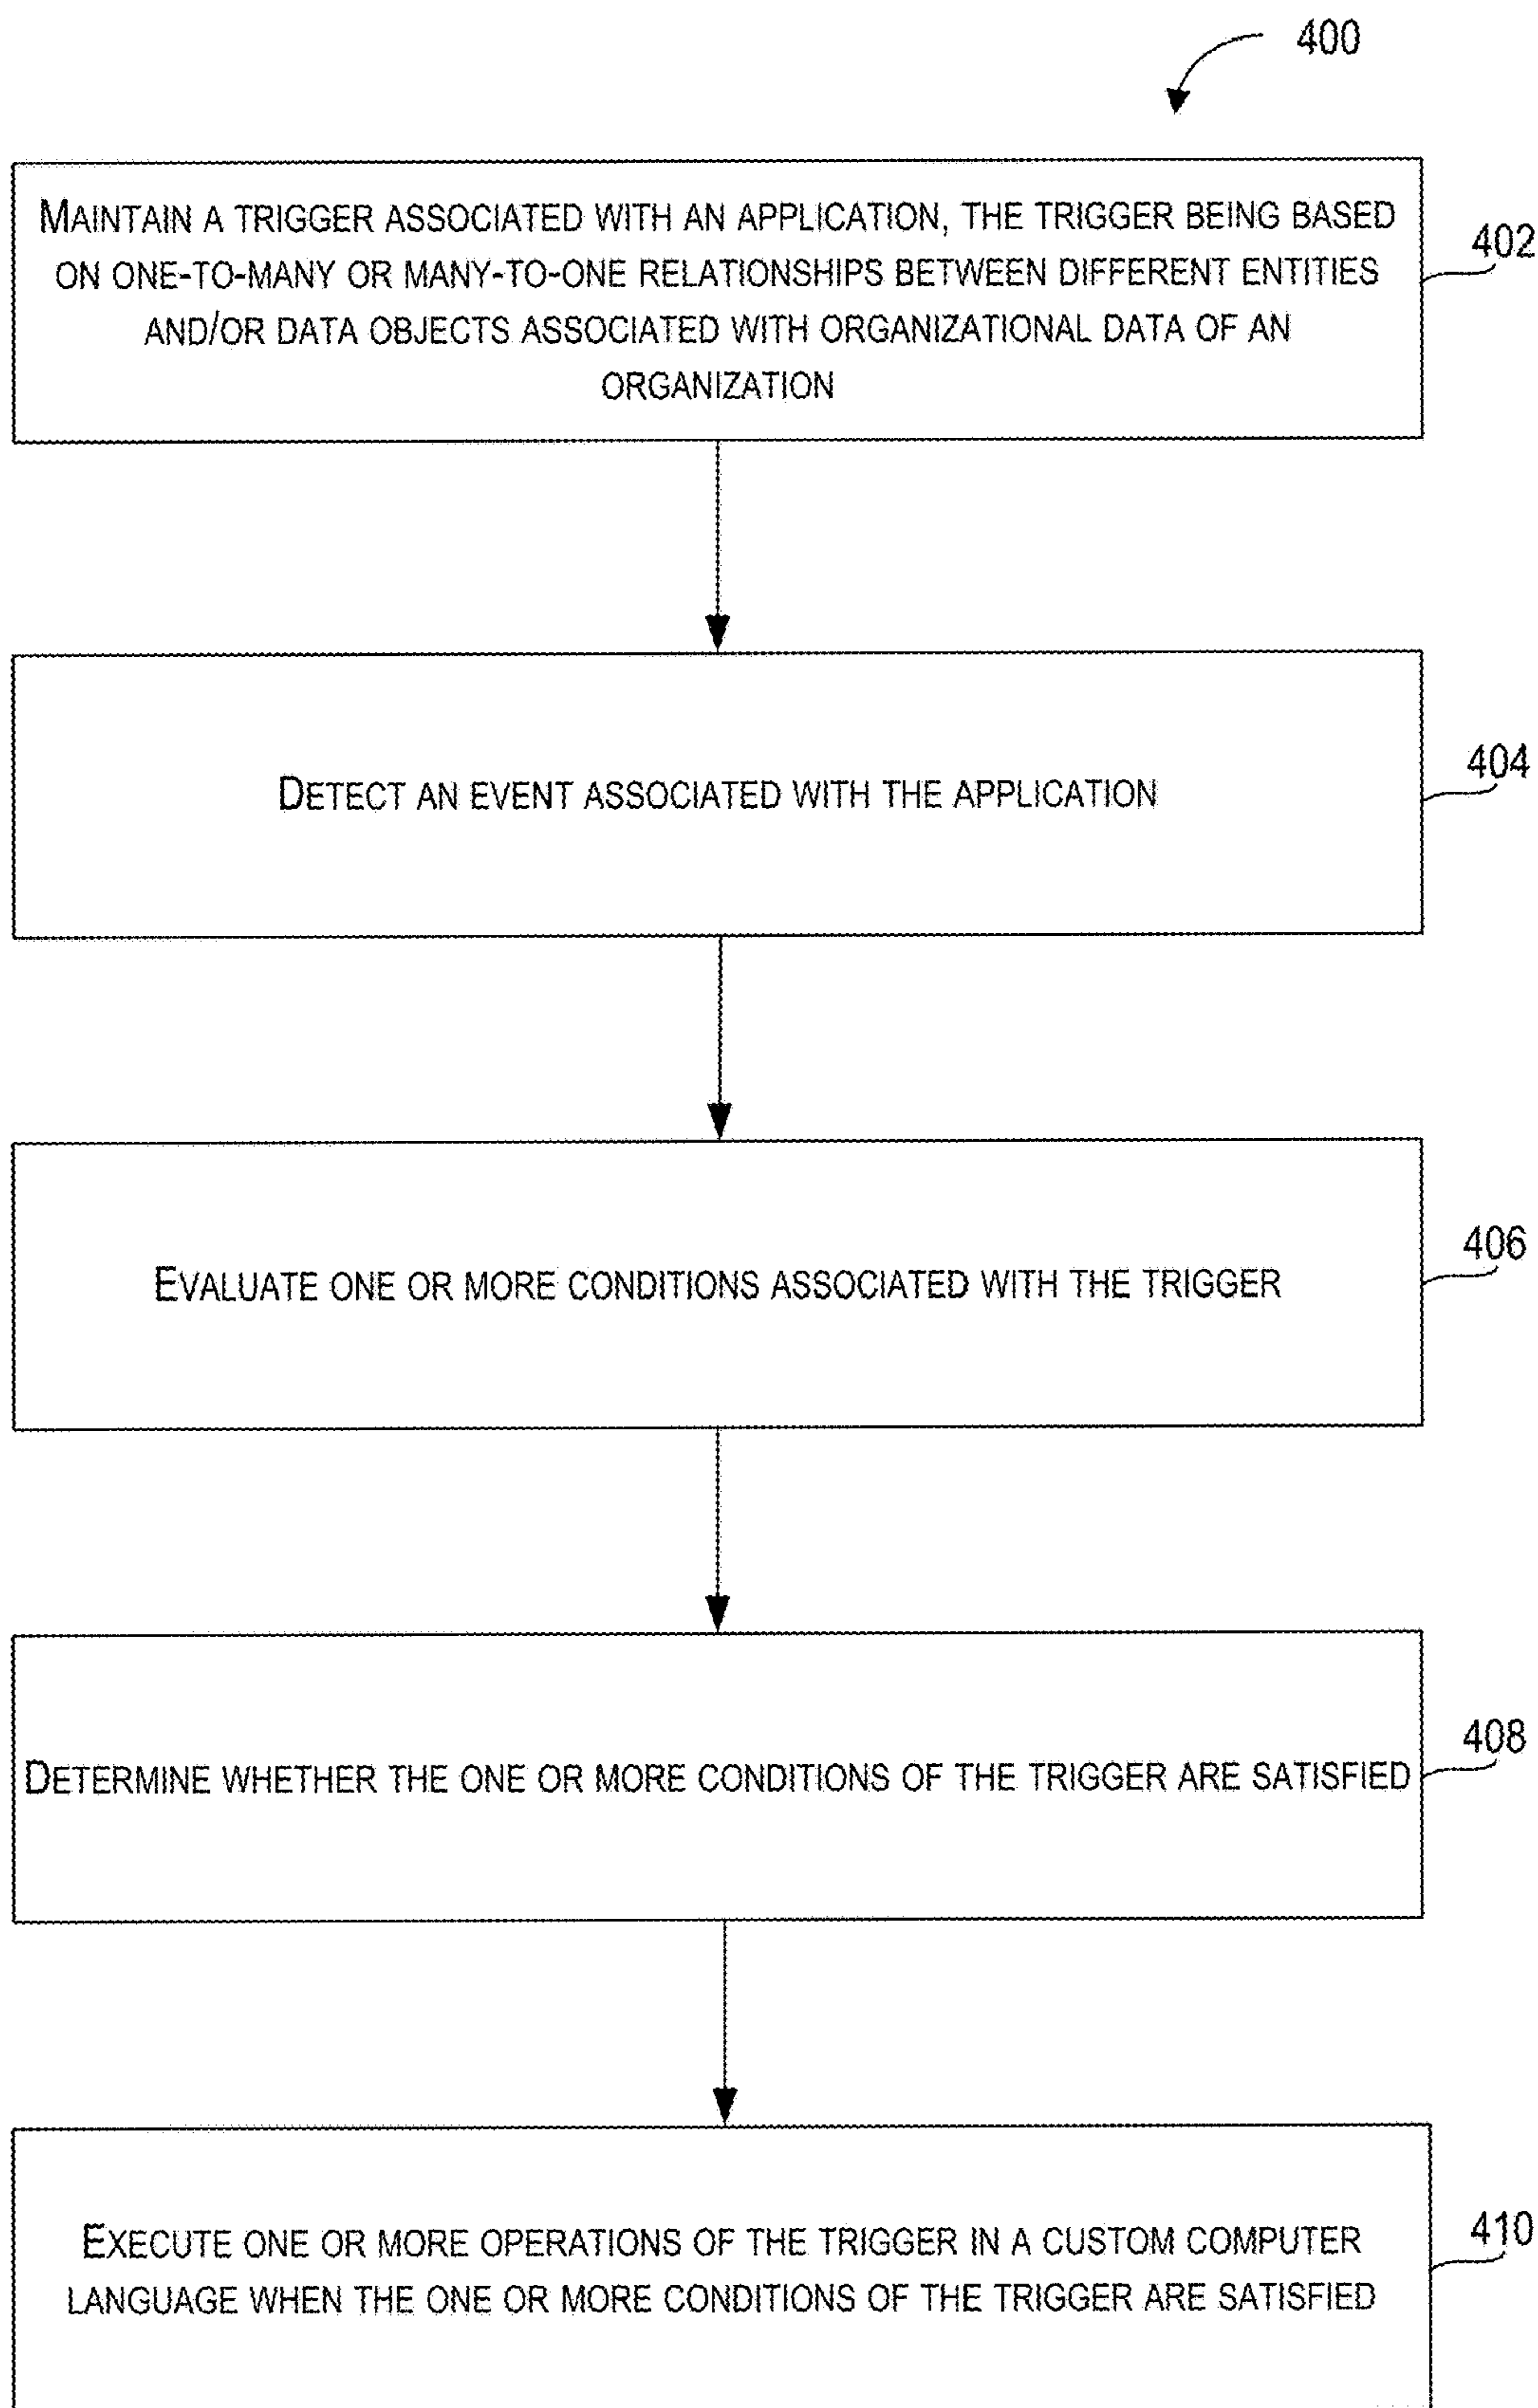 400
MAINTAIN A TRIGGER ASSOCIATED WITH AN APPLICATION, THE TRIGGER BEING BASED
ON ONE-TO-MANY OR MANY-TO-ONE RELATIONSHIPS BETWEEN DIFFERENT ENTITIES
AND/OR DATA OBJECTS ASSOCIATED WITH ORGANIZATIONAL DATA OF AN
ORGANIZATION
402
DETECT AN EVENT ASSOCIATED WITH THE APPLICATION
404
EVALUATE ONE OR MORE CONDITIONS ASSOCIATED WITH THE TRIGGER
406
DETERMINE WHETHER THE ONE OR MORE CONDITIONS OF THE TRIGGER ARE SATISFIED
408
EXECUTE ONE OR MORE OPERATIONS OF THE TRIGGER IN A CUSTOM COMPUTER
LANGUAGE WHEN THE ONE OR MORE CONDITIONS OF THE TRIGGER ARE SATISFIED
410